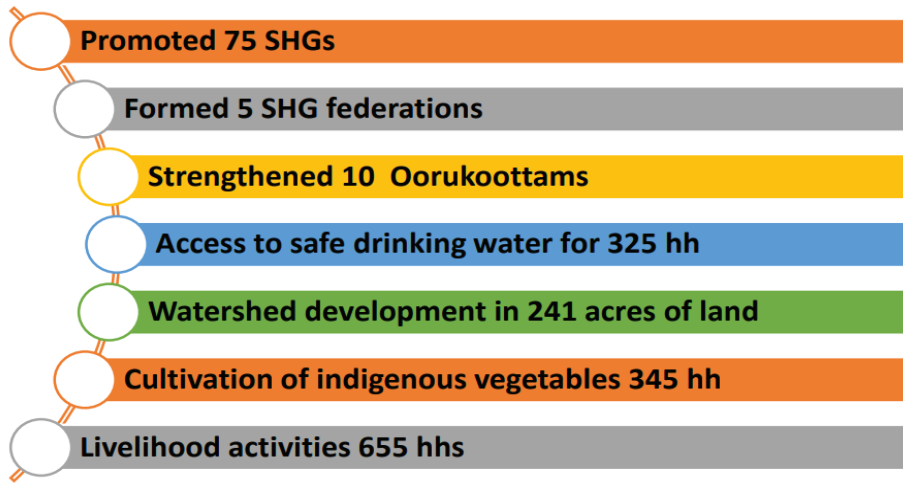 Promoted 75 SHGs
Formed 5 SHG federations
Strengthened 10 Oorukoottams
Access to safe drinking water for 325 hh
Watershed development in 241 acres of land
Cultivation of indigenous vegetables 345 hh
Livelihood activities 655 hhs